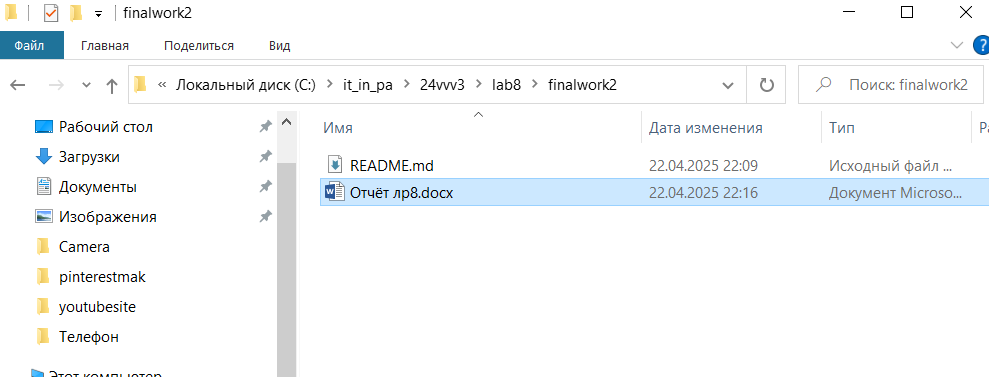 finalwork2
Файл Главная Поделиться Вид
« Локальный диск (C:) it_in_pa 24vvv3 lab8 finalwork2 Поиск: finalwork2
Имя Дата изменения Тип
Рабочий стол
Загрузки
Документы
Изображения
Camera
pinterestmak
youtubesite
Телефон
Этот компьютер
README.md 22.04.2025 22:09 Исходный файл ...
Отчёт лр8.docx 22.04.2025 22:16 Документ Microso...